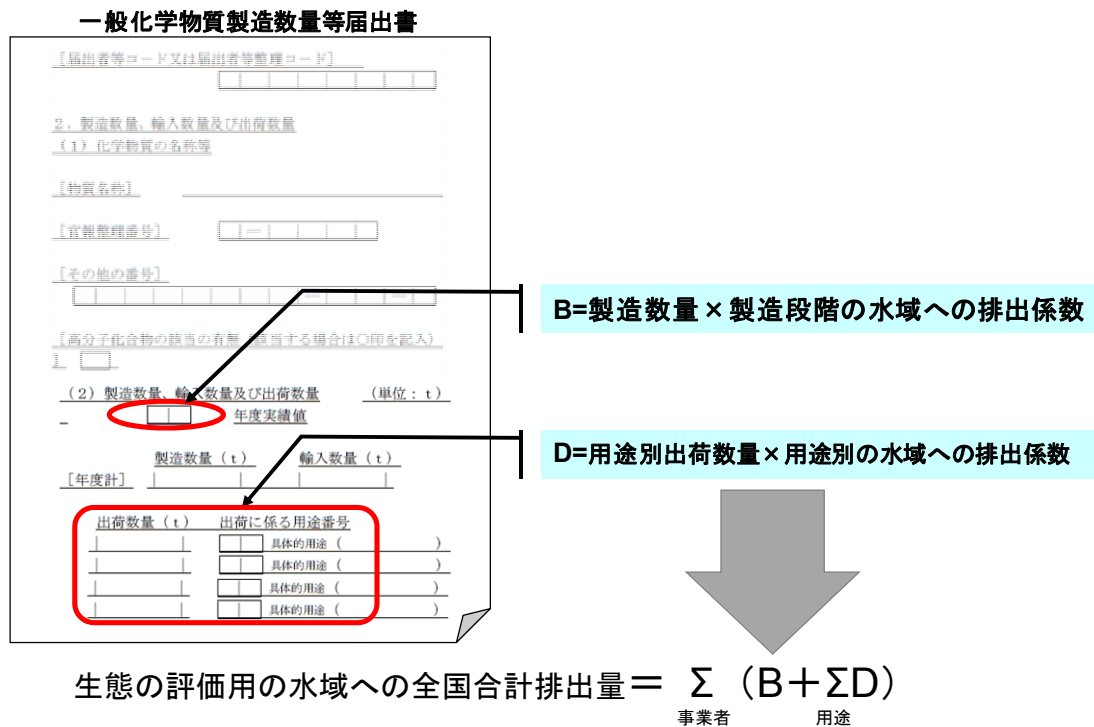 一般化学物質製造数量等届出書
[届出者等コード又は届出者等整理コード]
2.製造数量、輸入数量及び出荷数量
(1)化学物質の名称等
[物質名称]
[官報整理番号]
[その他の番号]
B=製造数量×製造段階の水域への排出係数
[高分子化合物の該当の有無(該当する場合は○印を記入)
]
(2)製造数量、輸入数量及び出荷数量 (単位:t)
年度実績値
D=用途別出荷数量×用途別の水域への排出係数
製造数量(t) 輸入数量(t)
[年度計]
出荷数量(t) 出荷に係る用途番号
具体的用途( )
具体的用途( )
具体的用途( )
具体的用途( )
生態の評価用の水域への全国合計排出量=Σ(B+ΣD)
事業者 用途